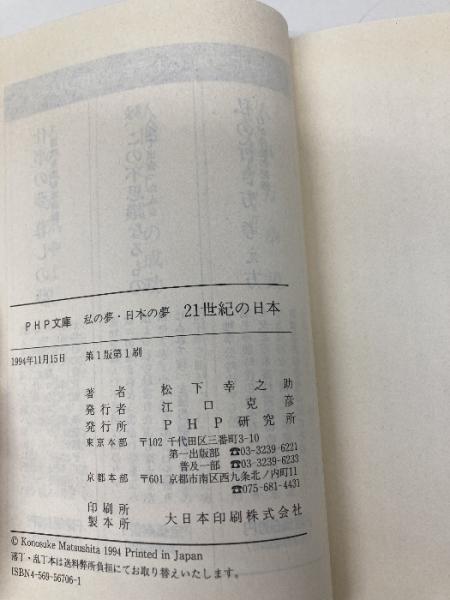 PHP文庫 私の夢・日本の夢 21世紀の日本
1994年11月15日 第1版第1刷
著者 松下幸之助
発行者 江口克彦
発行所 PHP研究所
東京本部 〒102 千代田区三番町3-10
第一出版部 ☎03-3239-6221
普及一部 ☎03-3239-6233
京都本部 〒601 京都市南区西九条北ノ内町11
☎075-681-4431
印刷所
製本所 大日本印刷株式会社
© Konosuke Matsushita 1994 Printed in Japan
落丁・乱丁本は送料弊所負担にてお取り替えいたします。
ISBN4-569-56706-1